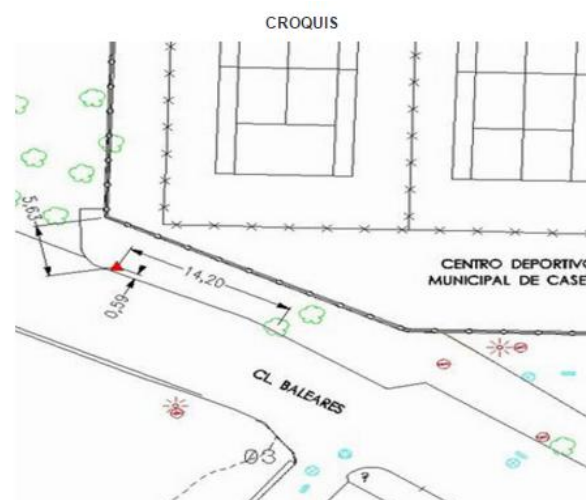 CROQUIS
5,63
14,20
0,59
CENTRO DEPORTIVO
MUNICIPAL DE CASE
CL. BALEARES
03
?